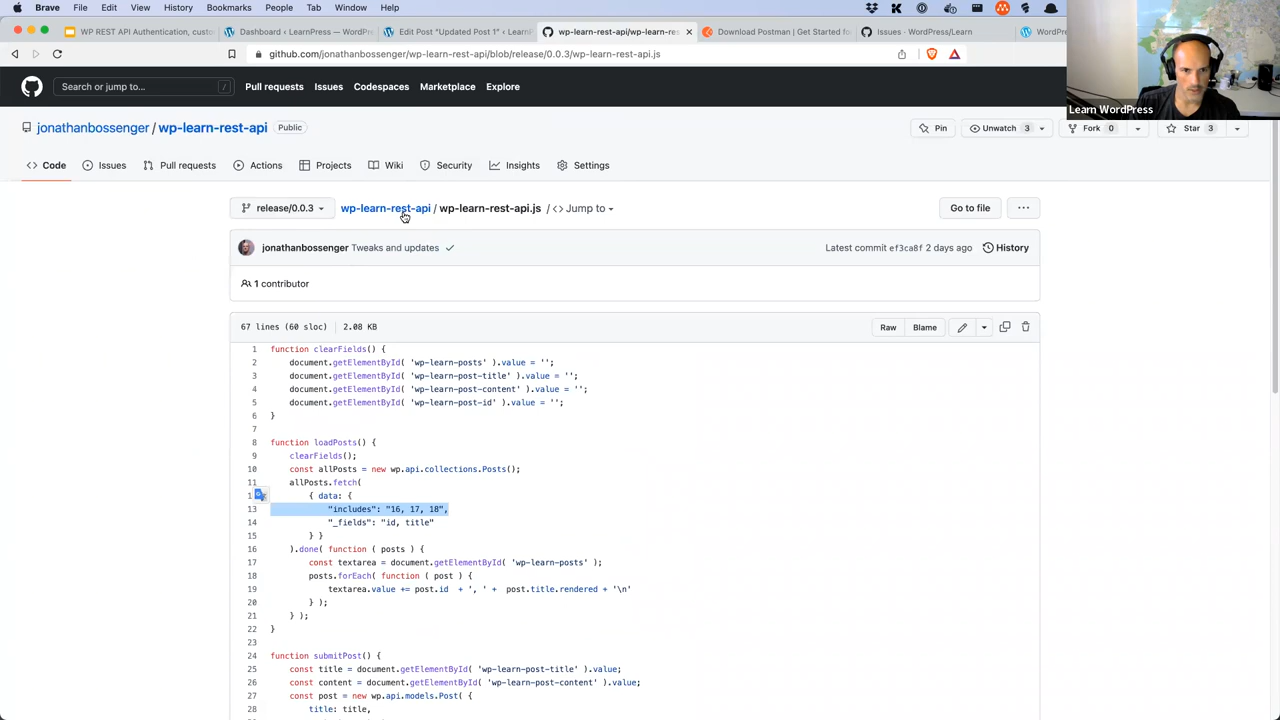 Brave File Edit View History Bookmarks People Tab Window Help
WP REST API Authentication, custo
Dashboard ‹ LearnPress — WordPr
Edit Post "Updated Post 1" ‹ LearnP
wp-learn-rest-api/wp-learn-rest
Download Postman | Get Started fo
Issues · WordPress/Learn
WordPre
github.com/jonathanbossenger/wp-learn-rest-api/blob/release/0.0.3/wp-learn-rest-api.js
Search or jump to... /
Pull requests Issues Codespaces Marketplace Explore
Learn WordPress
jonathanbossenger / wp-learn-rest-api Public
Pin Unwatch 3 Fork 0 Star 3
Code Issues Pull requests Actions Projects Wiki Security Insights Settings
release/0.0.3 wp-learn-rest-api / wp-learn-rest-api.js / <> Jump to
Go to file ...
jonathanbossenger Tweaks and updates
Latest commit ef3ca8f 2 days ago History
1 contributor
67 lines (60 sloc) 2.08 KB
Raw Blame
1 function clearFields() {
2 document.getElementById( 'wp-learn-posts' ).value = '';
3 document.getElementById( 'wp-learn-post-title' ).value = '';
4 document.getElementById( 'wp-learn-post-content' ).value = '';
5 document.getElementById( 'wp-learn-post-id' ).value = '';
6 }
7
8 function loadPosts() {
9 clearFields();
10 const allPosts = new wp.api.collections.Posts();
11 allPosts.fetch(
1 { data: {
13 "includes": "16, 17, 18",
14 "_fields": "id, title"
15 } }
16 ).done( function ( posts ) {
17 const textarea = document.getElementById( 'wp-learn-posts' );
18 posts.forEach( function ( post ) {
19 textarea.value += post.id + ', ' + post.title.rendered + '\n'
20 } );
21 } );
22 }
23
24 function submitPost() {
25 const title = document.getElementById( 'wp-learn-post-title' ).value;
26 const content = document.getElementById( 'wp-learn-post-content' ).value;
27 const post = new wp.api.models.Post( {
28 title: title,